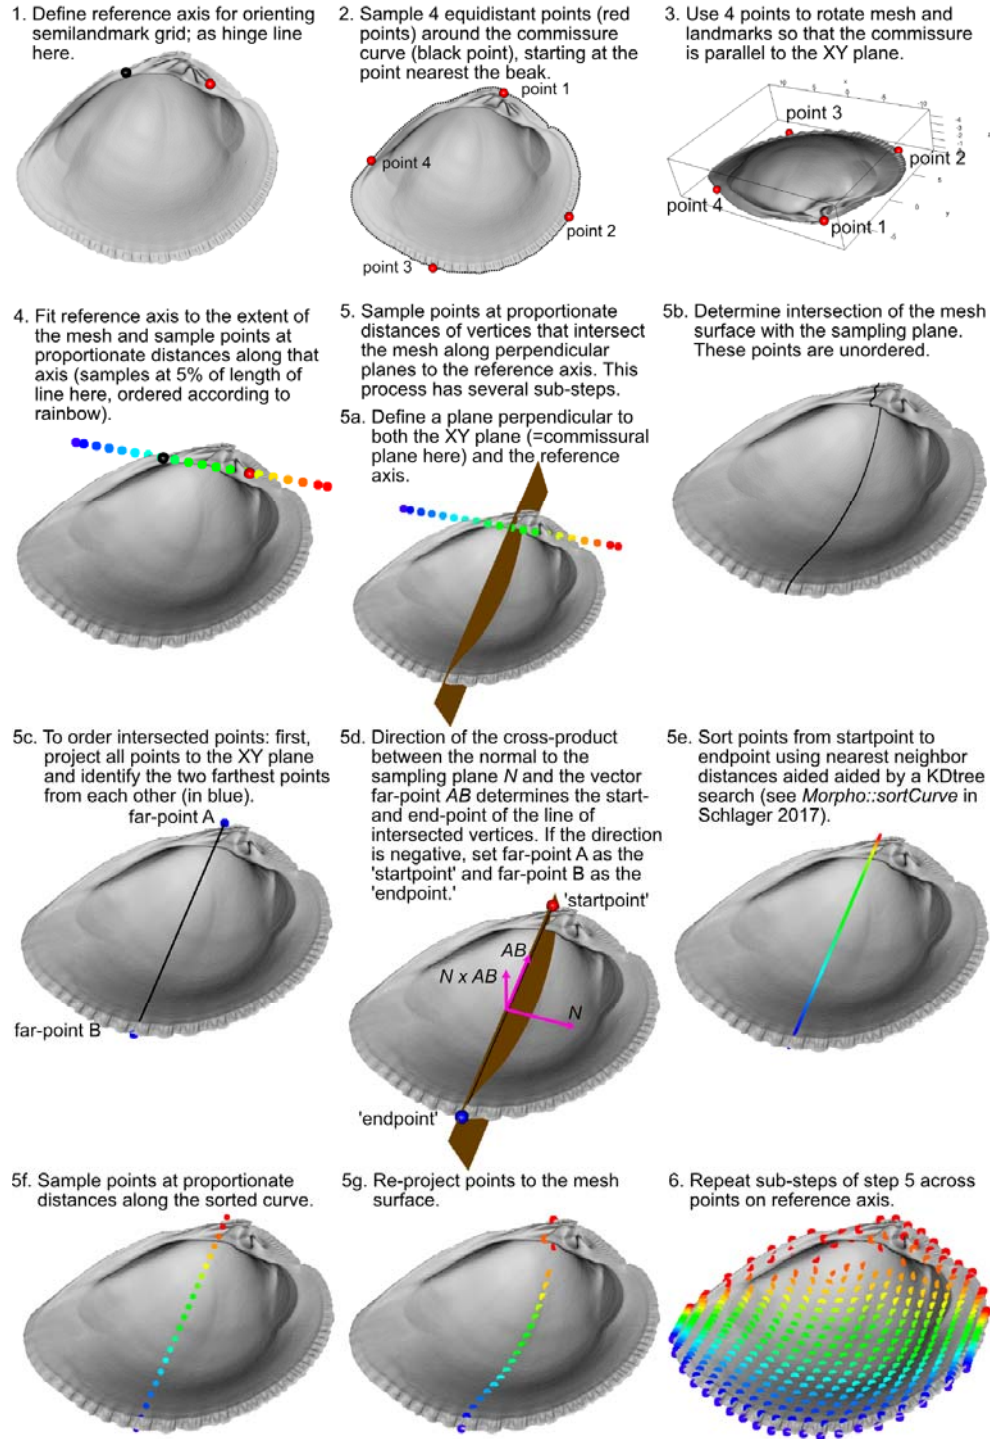 1. Define reference axis for orienting
semilandmark grid; as hinge line
here.
2. Sample 4 equidistant points (red
points) around the commissure
curve (black point), starting at the
point nearest the beak.
point 1
point 4
point 2
point 3
3. Use 4 points to rotate mesh and
landmarks so that the commissure
is parallel to the XY plane.
point 3
point 2
point 4
point 1
4. Fit reference axis to the extent of
the mesh and sample points at
proportionate distances along that
axis (samples at 5% of length of
line here, ordered according to
rainbow).
5. Sample points at proportionate
distances of vertices that intersect
the mesh along perpendicular
planes to the reference axis. This
process has several sub-steps.
5a. Define a plane perpendicular to
both the XY plane (=commissural
plane here) and the reference
axis.
5b. Determine intersection of the mesh
surface with the sampling plane.
These points are unordered.
5c. To order intersected points: first,
project all points to the XY plane
and identify the two farthest points
from each other (in blue).
far-point A
far-point B
5d. Direction of the cross-product
between the normal to the
sampling plane N and the vector
far-point AB determines the start-
and end-point of the line of
intersected vertices. If the direction
is negative, set far-point A as the
'startpoint' and far-point B as the
'endpoint.'
'startpoint'
AB
N x AB
N
'endpoint'
5e. Sort points from startpoint to
endpoint using nearest neighbor
distances aided aided by a KDtree
search (see Morpho::sortCurve in
Schlager 2017).
5f. Sample points at proportionate
distances along the sorted curve.
5g. Re-project points to the mesh
surface.
6. Repeat sub-steps of step 5 across
points on reference axis.